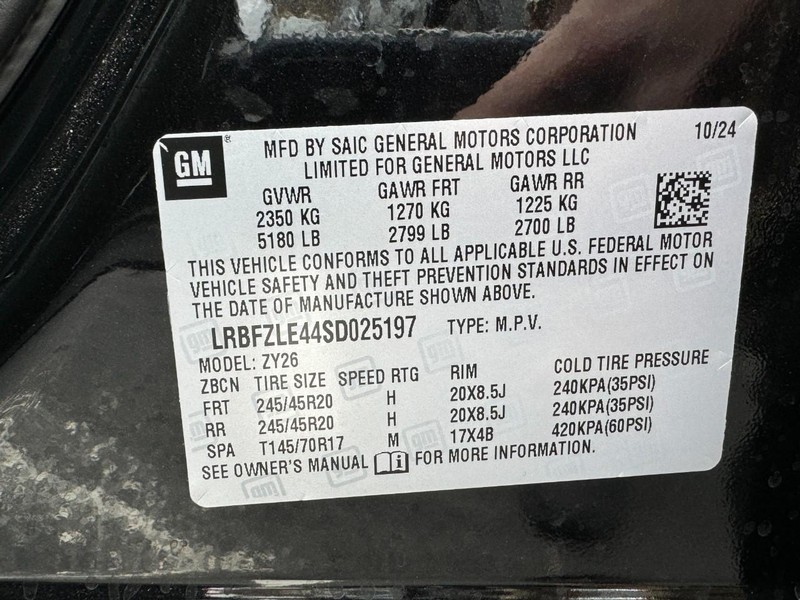 GM® MFD BY SAIC GENERAL MOTORS CORPORATION 10/24
LIMITED FOR GENERAL MOTORS LLC
GVWR GAWR FRT GAWR RR
2350 KG 1270 KG 1225 KG
5180 LB 2799 LB 2700 LB
THIS VEHICLE CONFORMS TO ALL APPLICABLE U.S. FEDERAL MOTOR
VEHICLE SAFETY AND THEFT PREVENTION STANDARDS IN EFFECT ON
THE DATE OF MANUFACTURE SHOWN ABOVE.
LRBFZLE44SD025197 TYPE: M.P.V.
MODEL: ZY26
ZBCN TIRE SIZE SPEED RTG RIM COLD TIRE PRESSURE
FRT 245/45R20 H 20X8.5J 240KPA(35PSI)
RR 245/45R20 H 20X8.5J 240KPA(35PSI)
SPA T145/70R17 M 17X4B 420KPA(60PSI)
SEE OWNER'S MANUAL FOR MORE INFORMATION.